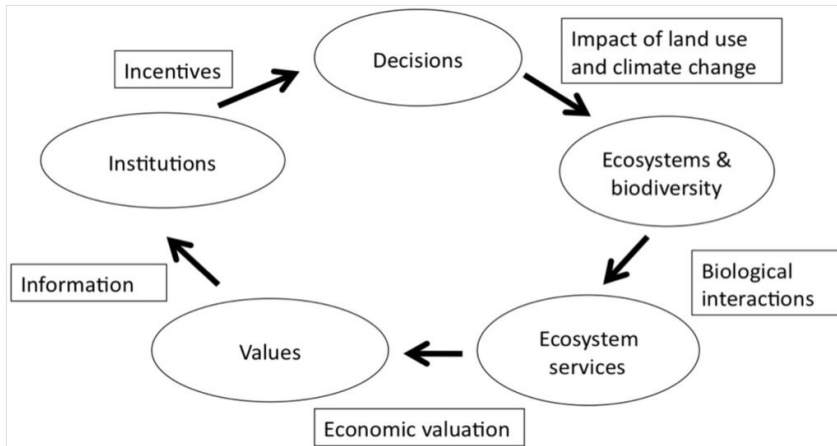 Decisions
Impact of land use
and climate change
Ecosystems &
biodiversity
Biological
interactions
Ecosystem
services
Economic valuation
Values
Information
Institutions
Incentives